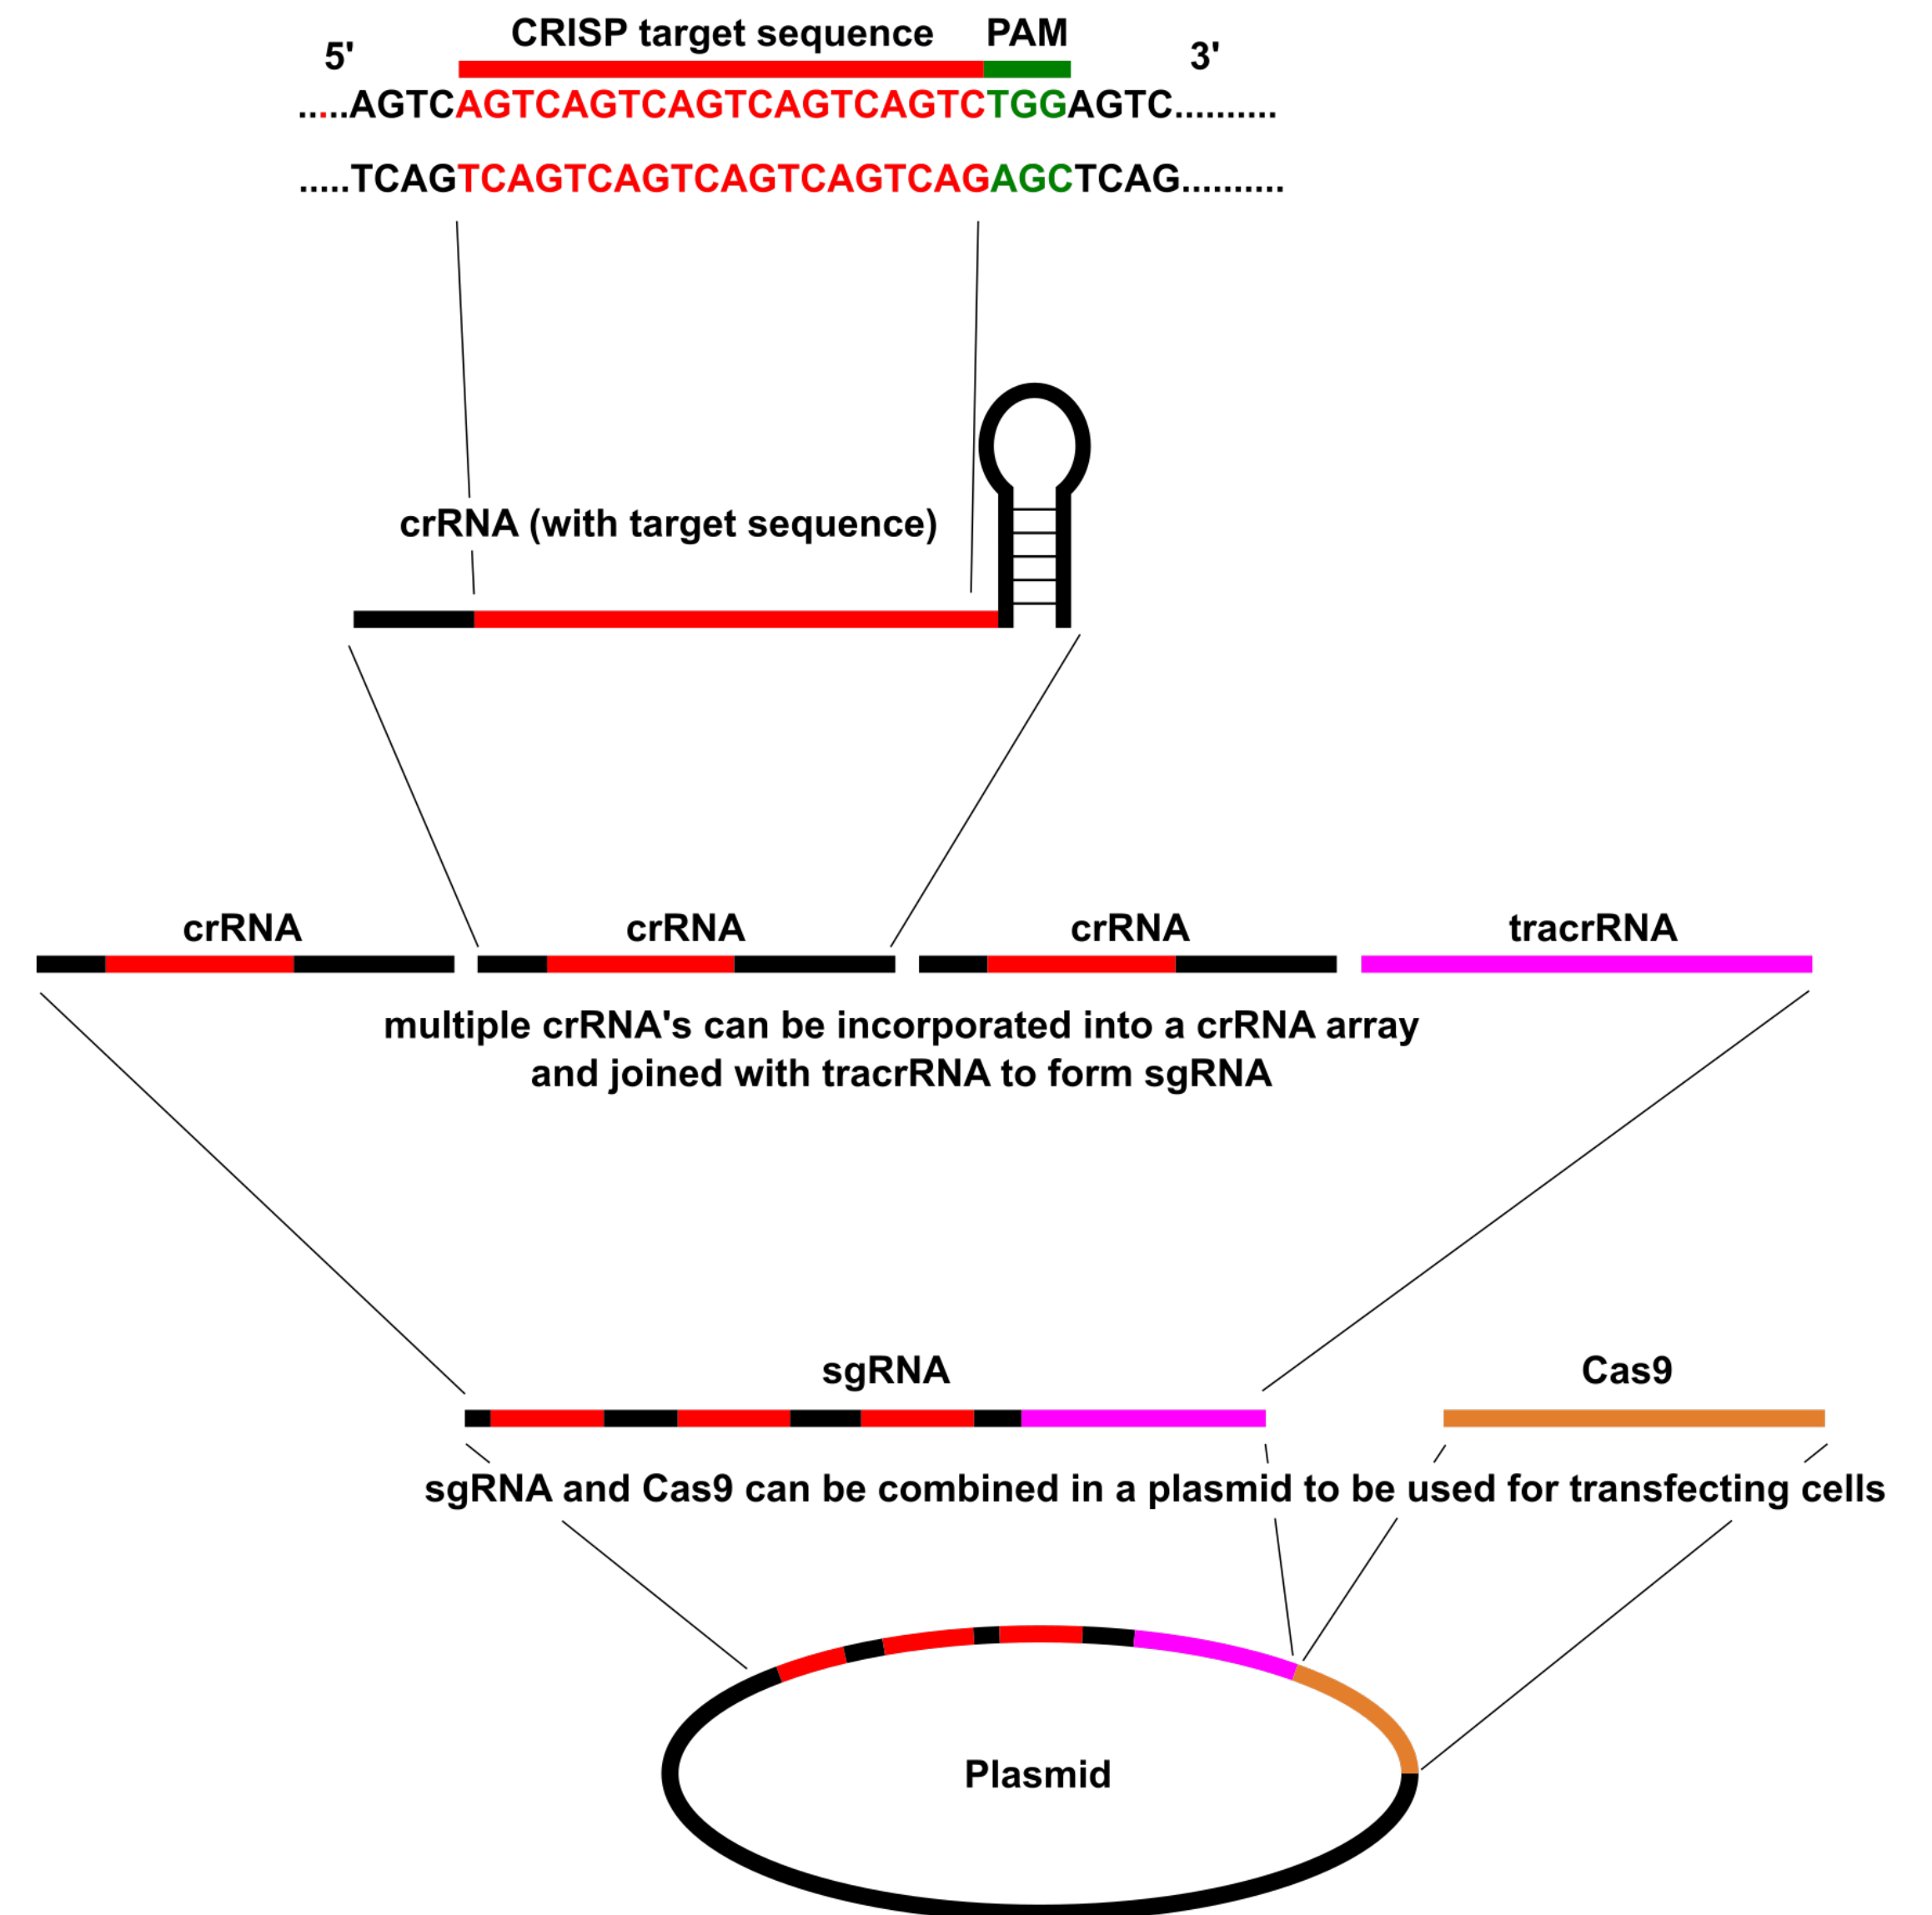 CRISP target sequence PAM
5' 3'
.....AGTCAGTCAGTCAGTCAGTCAGTCTGGAGTC..........
.....TCAGTCAGTCAGTCAGTCAGTCAGAGCTCAG..........
crRNA (with target sequence)
crRNA crRNA crRNA tracrRNA
multiple crRNA's can be incorporated into a crRNA array
and joined with tracrRNA to form sgRNA
sgRNA Cas9
sgRNA and Cas9 can be combined in a plasmid to be used for transfecting cells
Plasmid